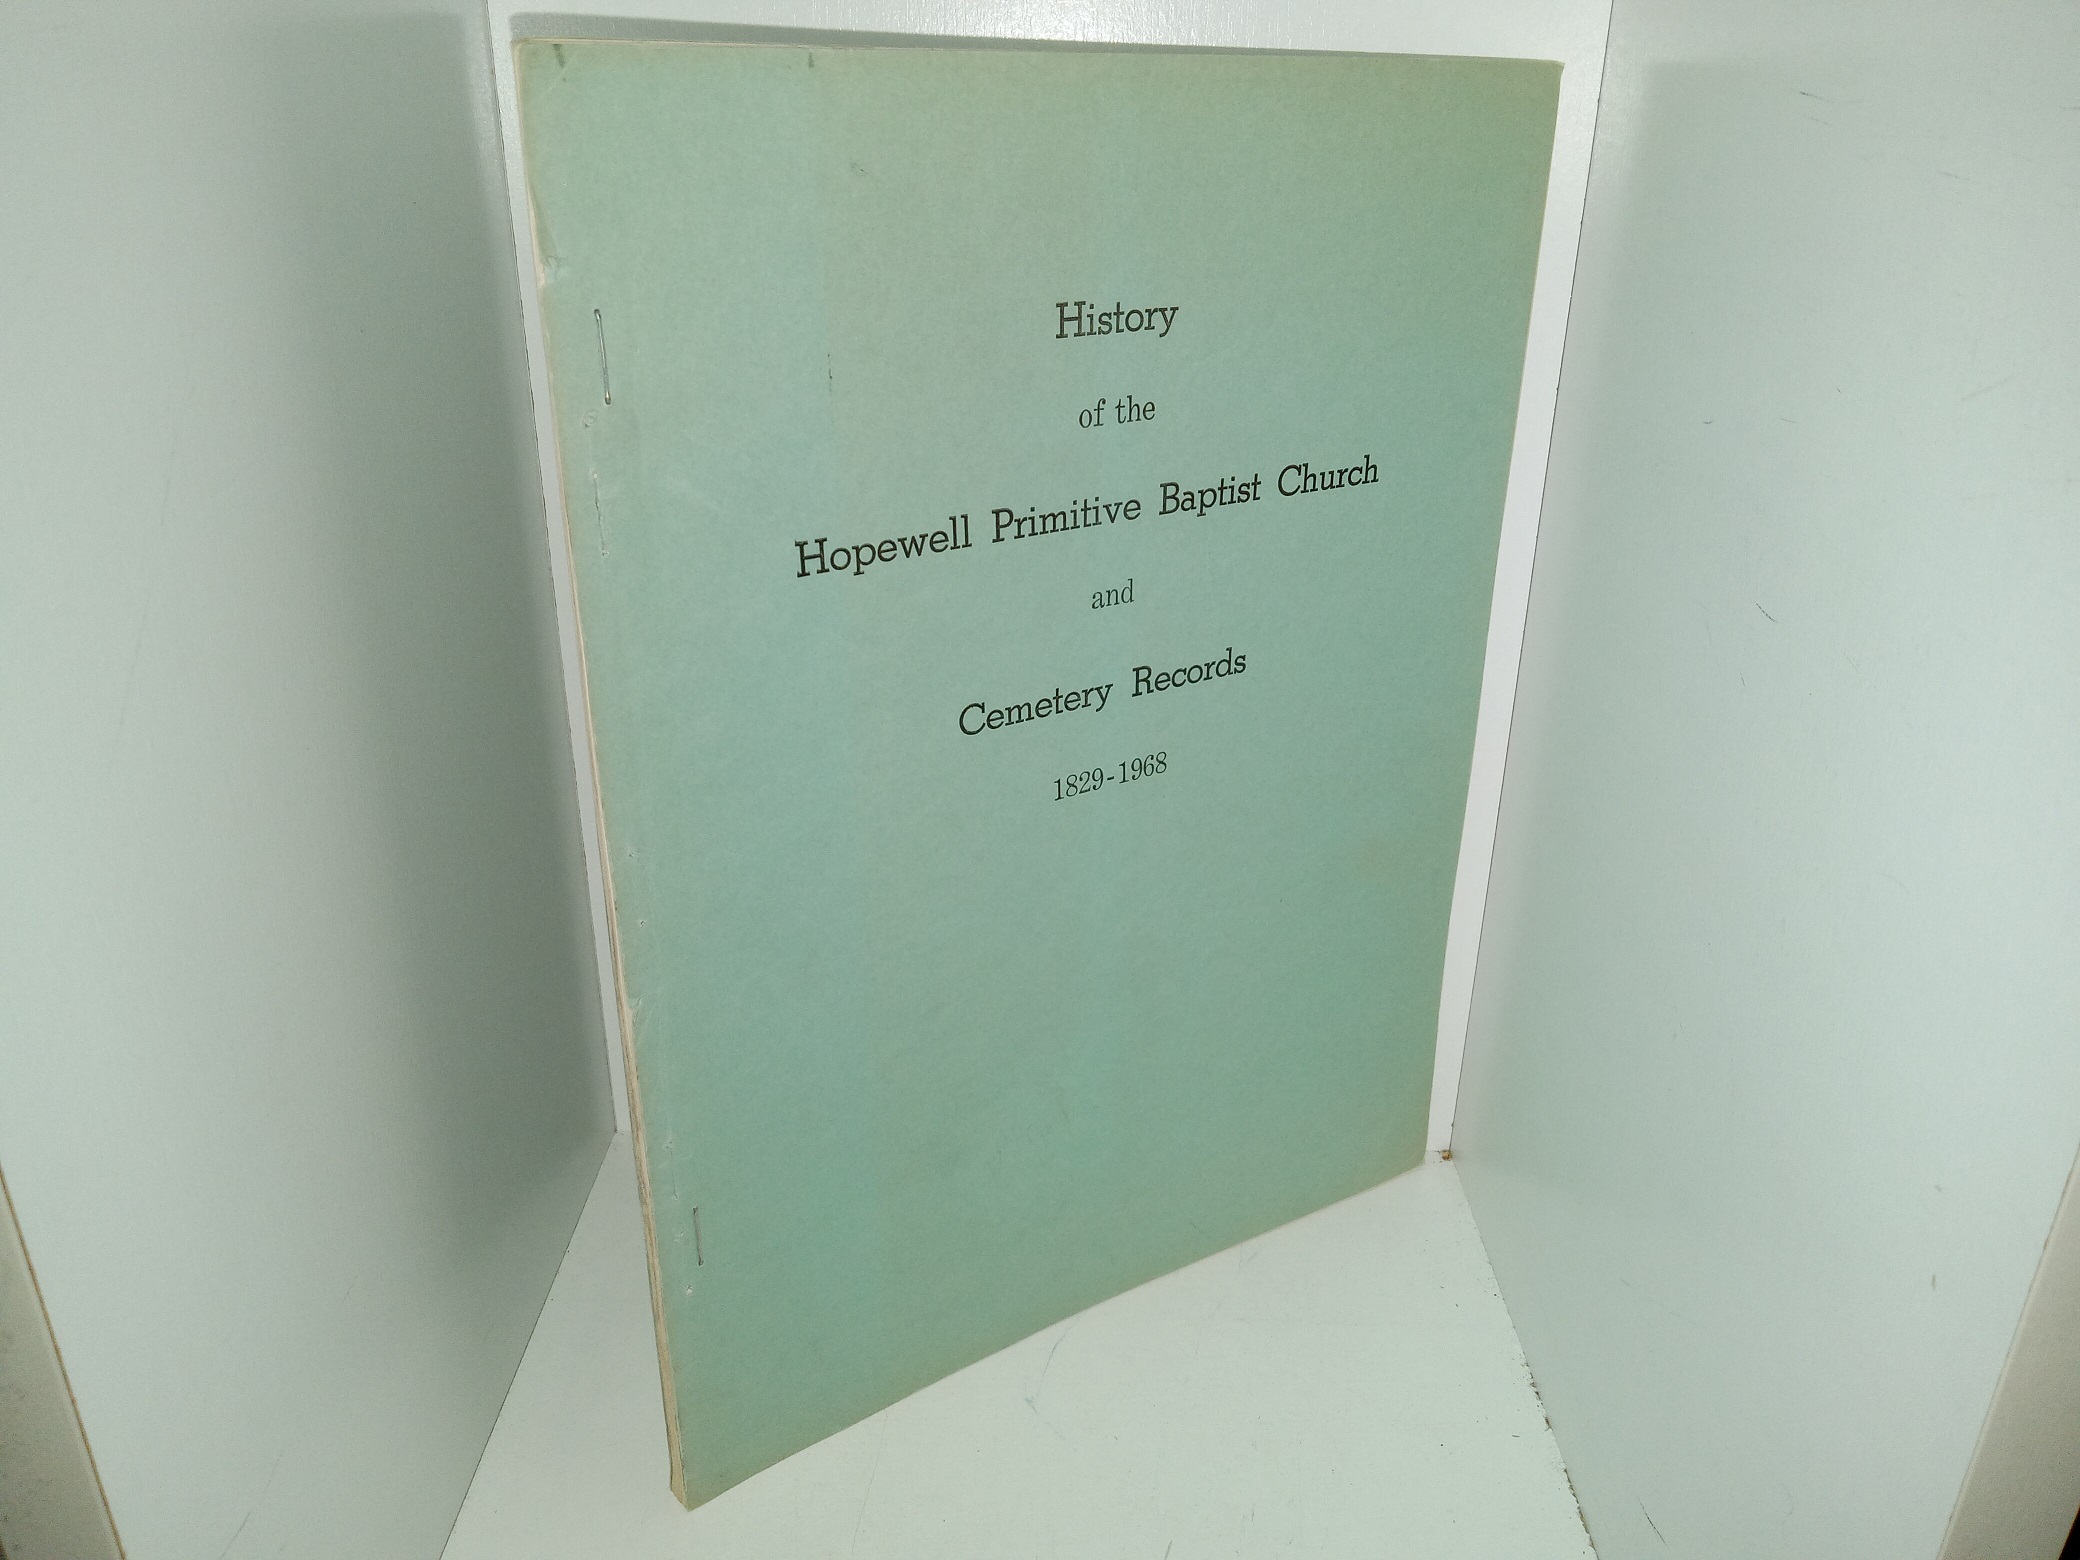 History
of the
Hopewell Primitive Baptist Church
and
Cemetery Records
1829-1968